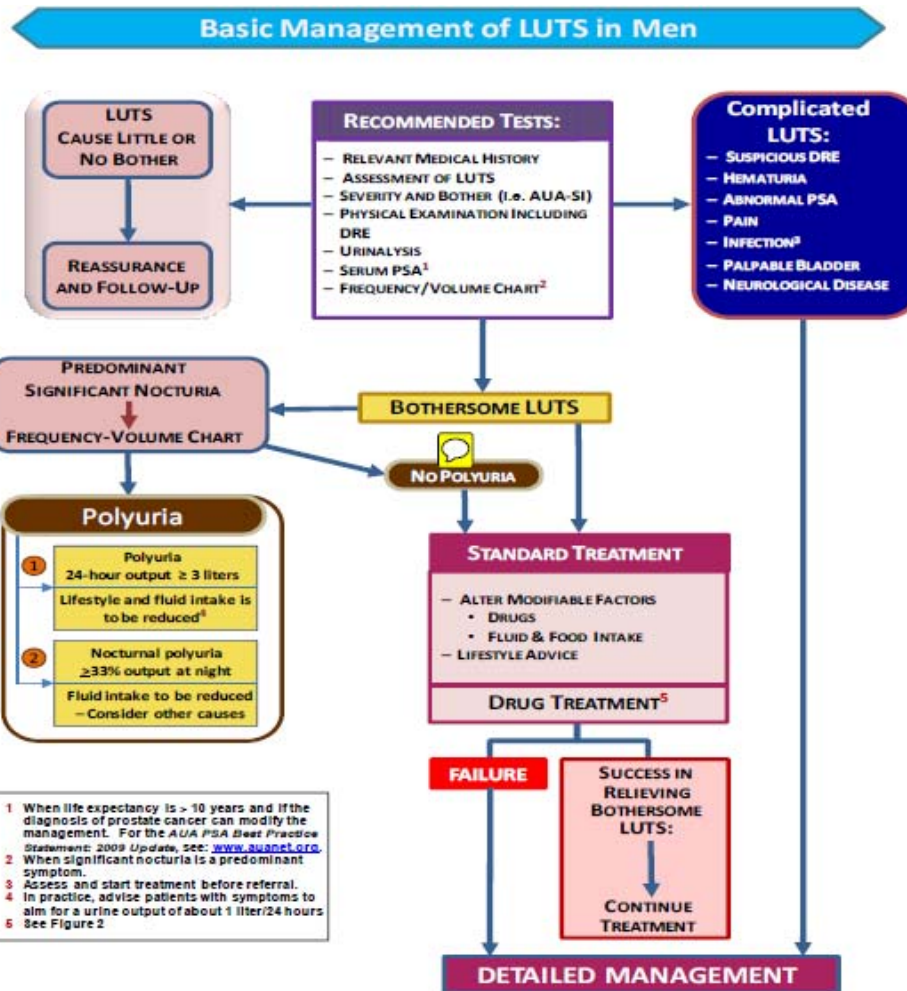 Basic Management of LUTS in Men
LUTS
CAUSE LITTLE OR
NO BOTHER
REASSURANCE
AND FOLLOW-UP
RECOMMENDED TESTS:
– RELEVANT MEDICAL HISTORY
– ASSESSMENT OF LUTS
– SEVERITY AND BOTHER (i.e. AUA-SI)
– PHYSICAL EXAMINATION INCLUDING
DRE
– URINALYSIS
– SERUM PSA¹
– FREQUENCY/VOLUME CHART²
Complicated
LUTS:
– SUSPICIOUS DRE
– HEMATURIA
– ABNORMAL PSA
– PAIN
– INFECTION³
– PALPABLE BLADDER
– NEUROLOGICAL DISEASE
PREDOMINANT
SIGNIFICANT NOCTURIA
FREQUENCY-VOLUME CHART
BOTHERSOME LUTS
NO POLYURIA
Polyuria
1
Polyuria
24-hour output ≥ 3 liters
Lifestyle and fluid intake is
to be reduced⁴
2
Nocturnal polyuria
≥33% output at night
Fluid intake to be reduced
– Consider other causes
STANDARD TREATMENT
– ALTER MODIFIABLE FACTORS
• DRUGS
• FLUID & FOOD INTAKE
– LIFESTYLE ADVICE
DRUG TREATMENT⁵
FAILURE
SUCCESS IN
RELIEVING
BOTHERSOME
LUTS:
CONTINUE
TREATMENT
1 When life expectancy is > 10 years and if the
diagnosis of prostate cancer can modify the
management. For the AUA PSA Best Practice
Statement: 2009 Update, see: www.auanet.org.
2 When significant nocturia is a predominant
symptom.
3 Assess and start treatment before referral.
4 In practice, advise patients with symptoms to
aim for a urine output of about 1 liter/24 hours
5 See Figure 2
DETAILED MANAGEMENT